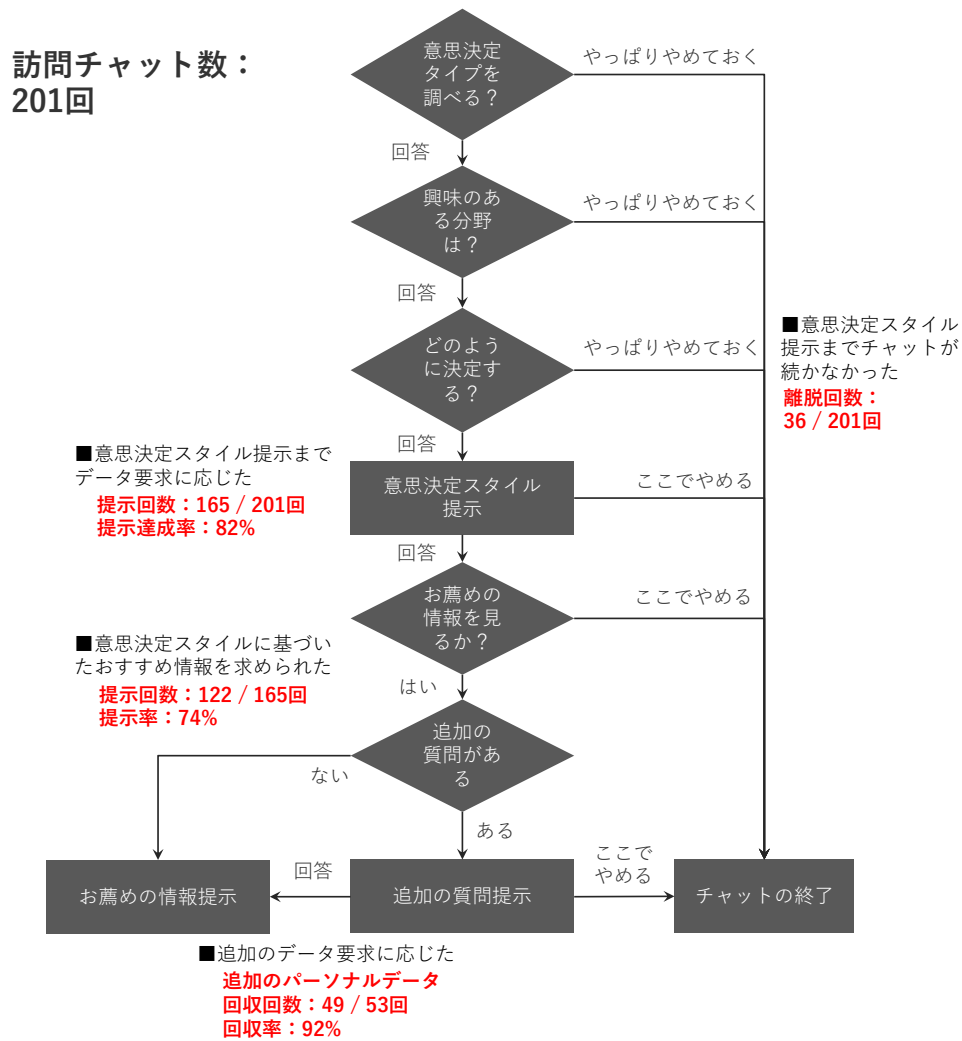 訪問チャット数：
201回
意思決定
タイプを
調べる？
やっぱりやめておく
回答
興味のあ
る分野
は？
やっぱりやめておく
回答
どのよう
に決定す
る？
やっぱりやめておく
■意思決定スタイル
提示までチャットが
続かなかった
離脱回数：
36 / 201回
回答
■意思決定スタイル提示まで
データ要求に応じた
提示回数：165 / 201回
提示達成率：82%
意思決定スタイル
提示
ここでやめる
回答
お薦めの
情報を見
るか？
ここでやめる
■意思決定スタイルに基づい
たおすすめ情報を求められた
提示回数：122 / 165回
提示率：74%
はい
追加の
質問があ
る
ない
ある
お薦めの情報提示
回答
追加の質問提示
ここで
やめる
チャットの終了
■追加のデータ要求に応じた
追加のパーソナルデータ
回収回数：49 / 53回
回収率：92%